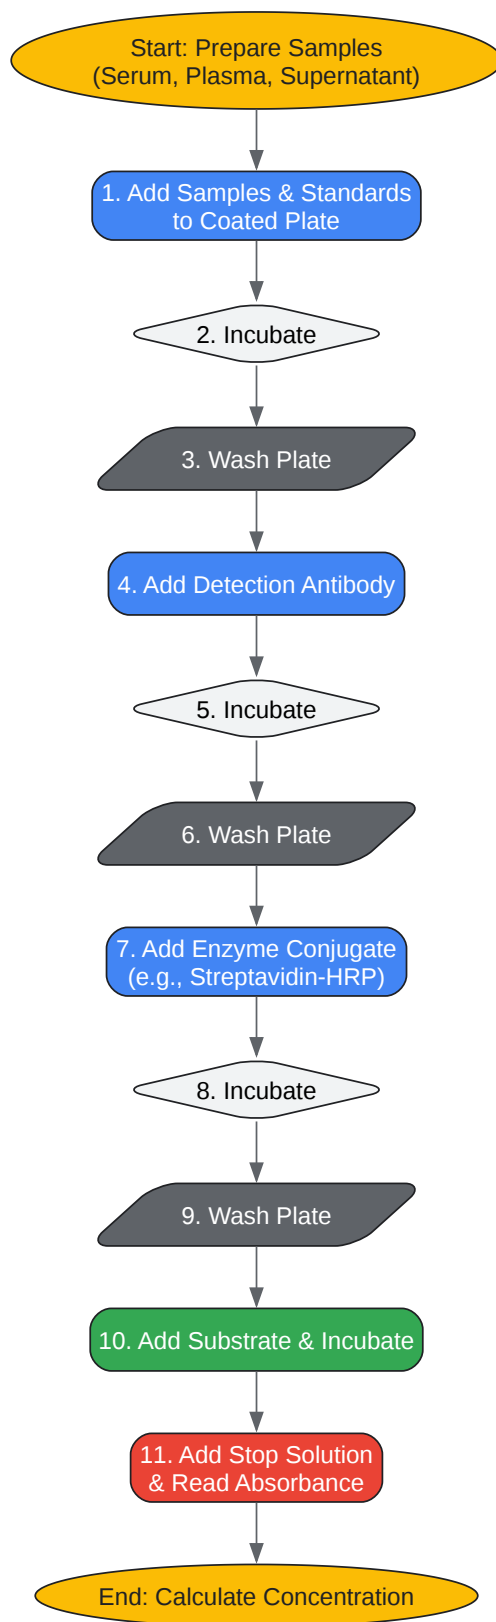 Start: Prepare Samples
(Serum, Plasma, Supernatant)
1. Add Samples & Standards
to Coated Plate
2. Incubate
3. Wash Plate
4. Add Detection Antibody
5. Incubate
6. Wash Plate
7. Add Enzyme Conjugate
(e.g., Streptavidin-HRP)
8. Incubate
9. Wash Plate
10. Add Substrate & Incubate
11. Add Stop Solution
& Read Absorbance
End: Calculate Concentration